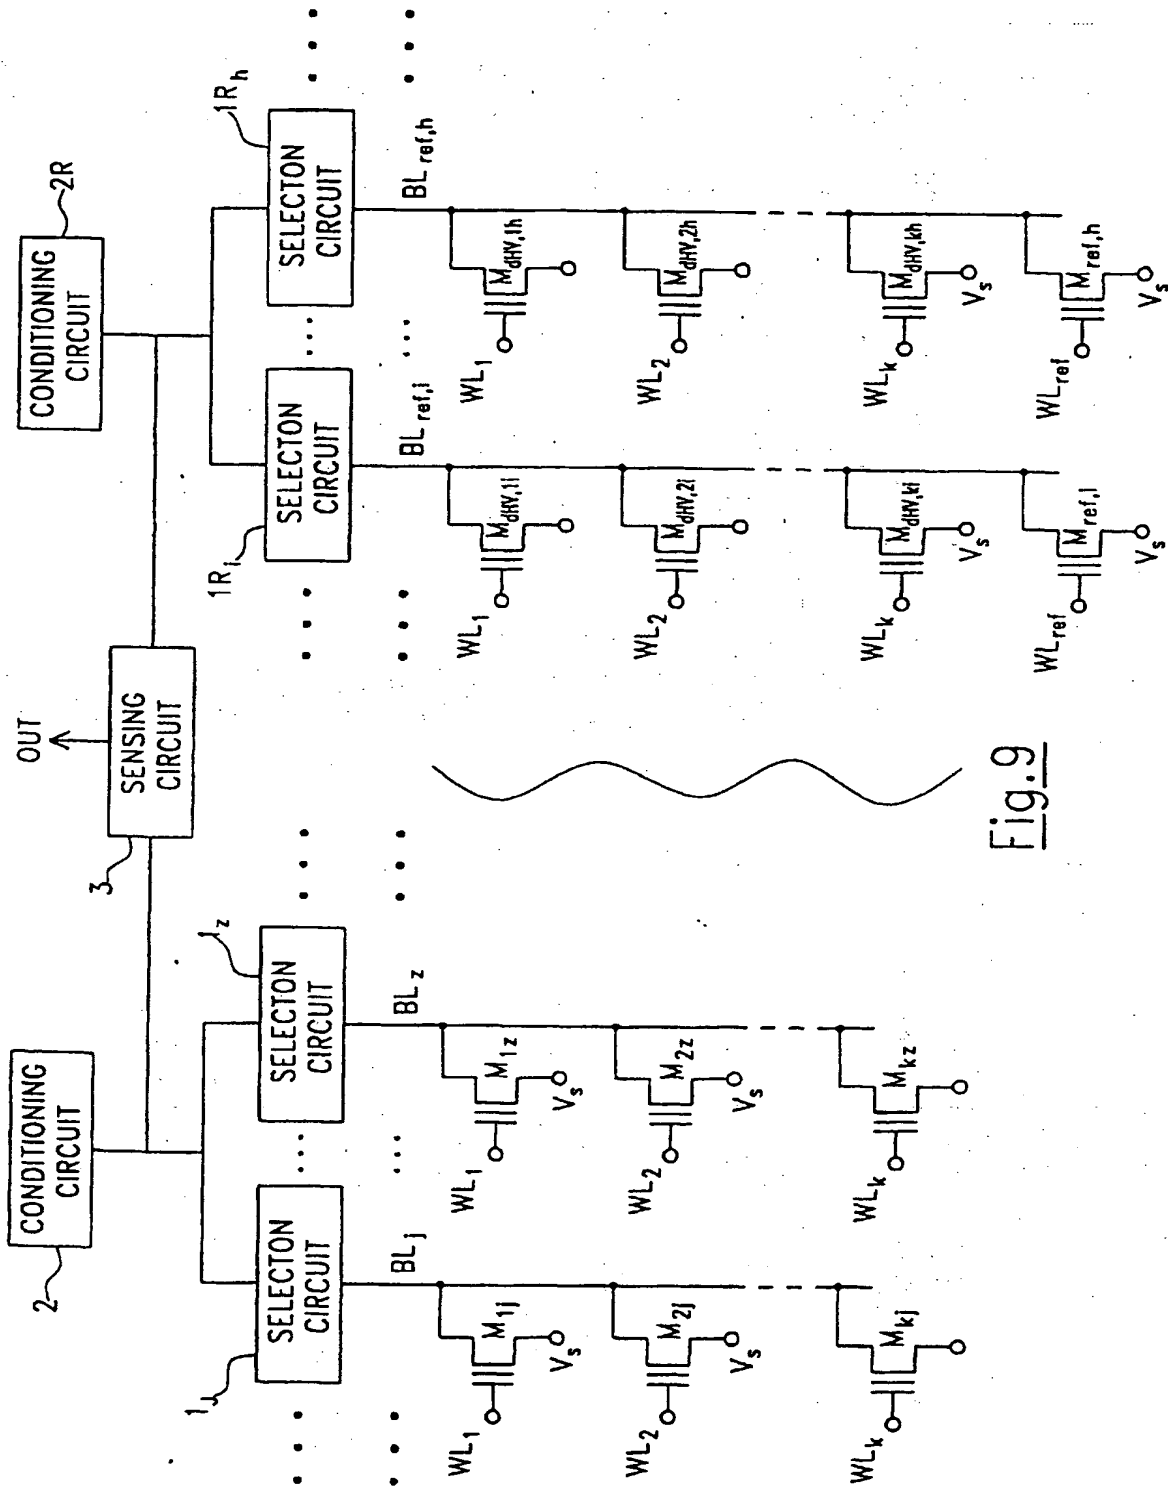 OUT
CONDITIONING
CIRCUIT
2
3
SENSING
CIRCUIT
CONDITIONING
CIRCUIT
2R
1j
SELECTON
CIRCUIT
...
SELECTON
CIRCUIT
1z
1Ri
SELECTON
CIRCUIT
...
SELECTON
CIRCUIT
1Rh
BLj
...
BLz
BLref,i
...
BLref,h
WL1
M1j
Vs
WL1
M1z
Vs
WL1
MdHV,1i
WL1
MdHV,1h
WL2
M2j
Vs
WL2
M2z
Vs
WL2
MdHV,2i
WL2
MdHV,2h
WLk
Mkj
WLk
Mkz
WLk
MdHV,ki
Vs
WLk
MdHV,kh
Vs
WLref
Mref,i
Vs
WLref
Mref,h
Vs
Fig.9